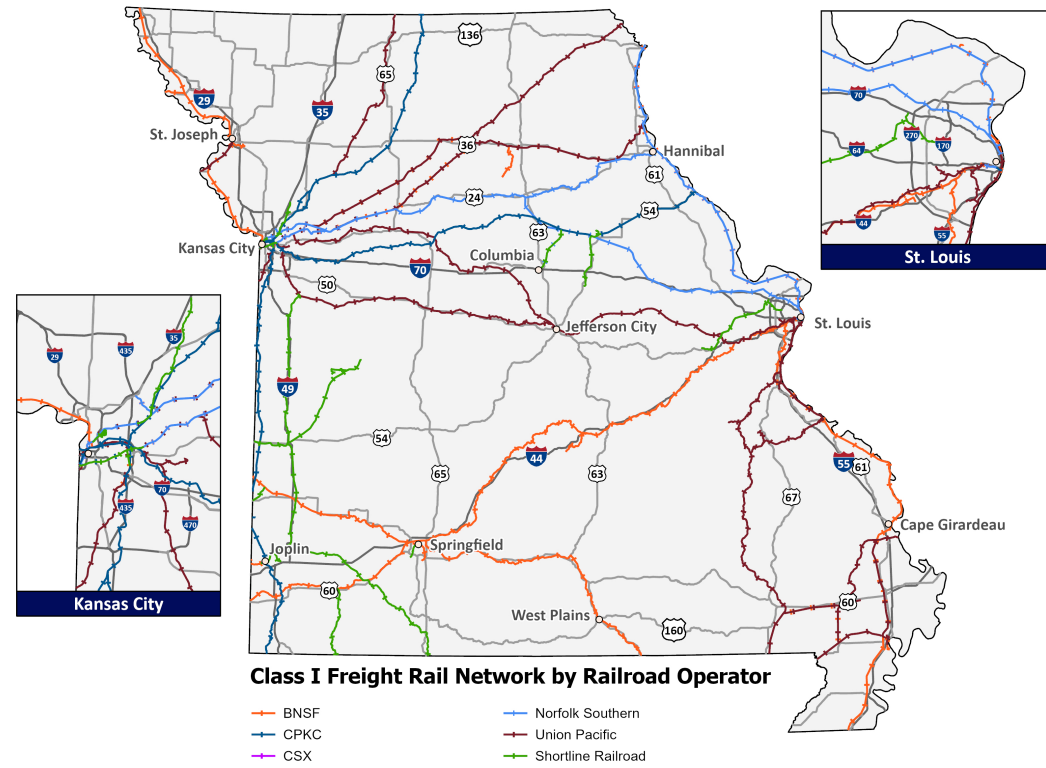 136
65
29
35
St. Joseph
36
Hannibal
61
24
54
63
Kansas City
Columbia
70
50
Jefferson City
St. Louis
49
54
44
65
63
55
61
67
Cape Girardeau
Joplin
Springfield
60
West Plains
160
60
70
270
64
170
44
55
St. Louis
29
435
35
70
435
470
Kansas City
Class I Freight Rail Network by Railroad Operator
BNSF
CPKC
CSX
Norfolk Southern
Union Pacific
Shortline Railroad